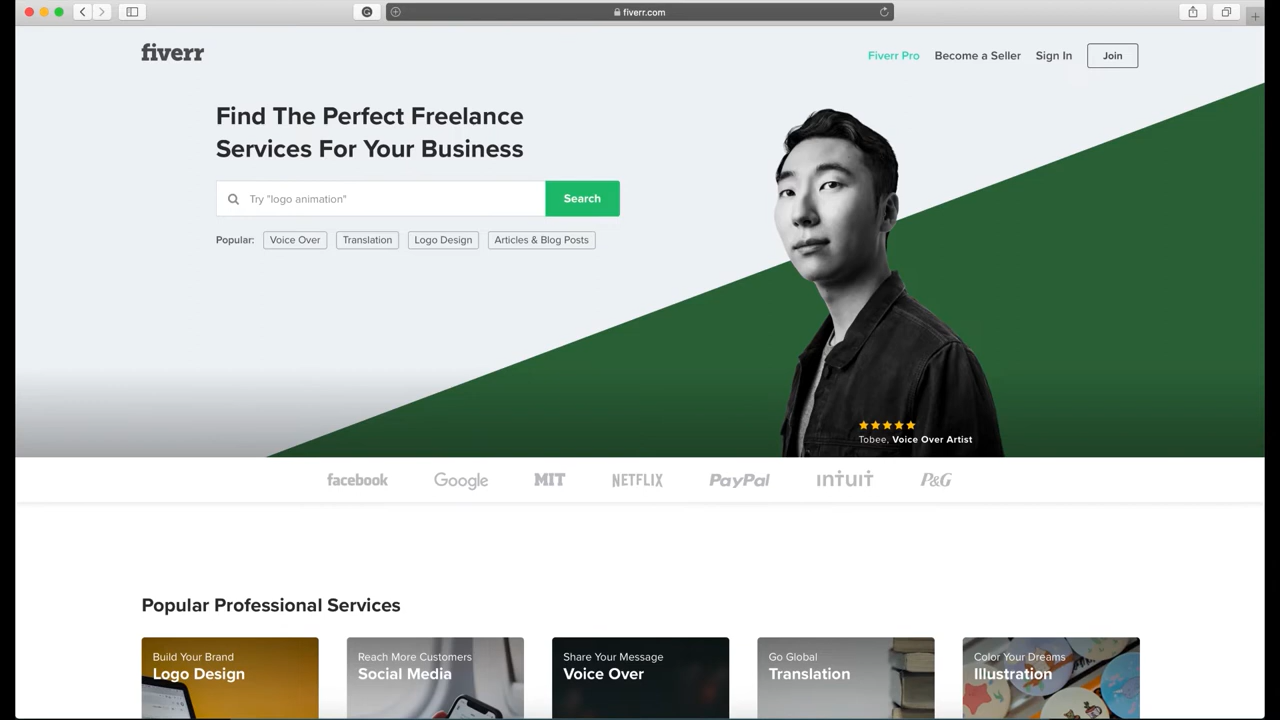 fiverr.com
fiverr
Fiverr Pro
Become a Seller
Sign In
Join
Find The Perfect Freelance
Services For Your Business
Try "logo animation"
Search
Popular:
Voice Over
Translation
Logo Design
Articles & Blog Posts
Tobee, Voice Over Artist
facebook
Google
MIT
NETFLIX
PayPal
intuit
P&G
Popular Professional Services
Build Your Brand
Logo Design
Reach More Customers
Social Media
Share Your Message
Voice Over
Go Global
Translation
Color Your Dreams
Illustration